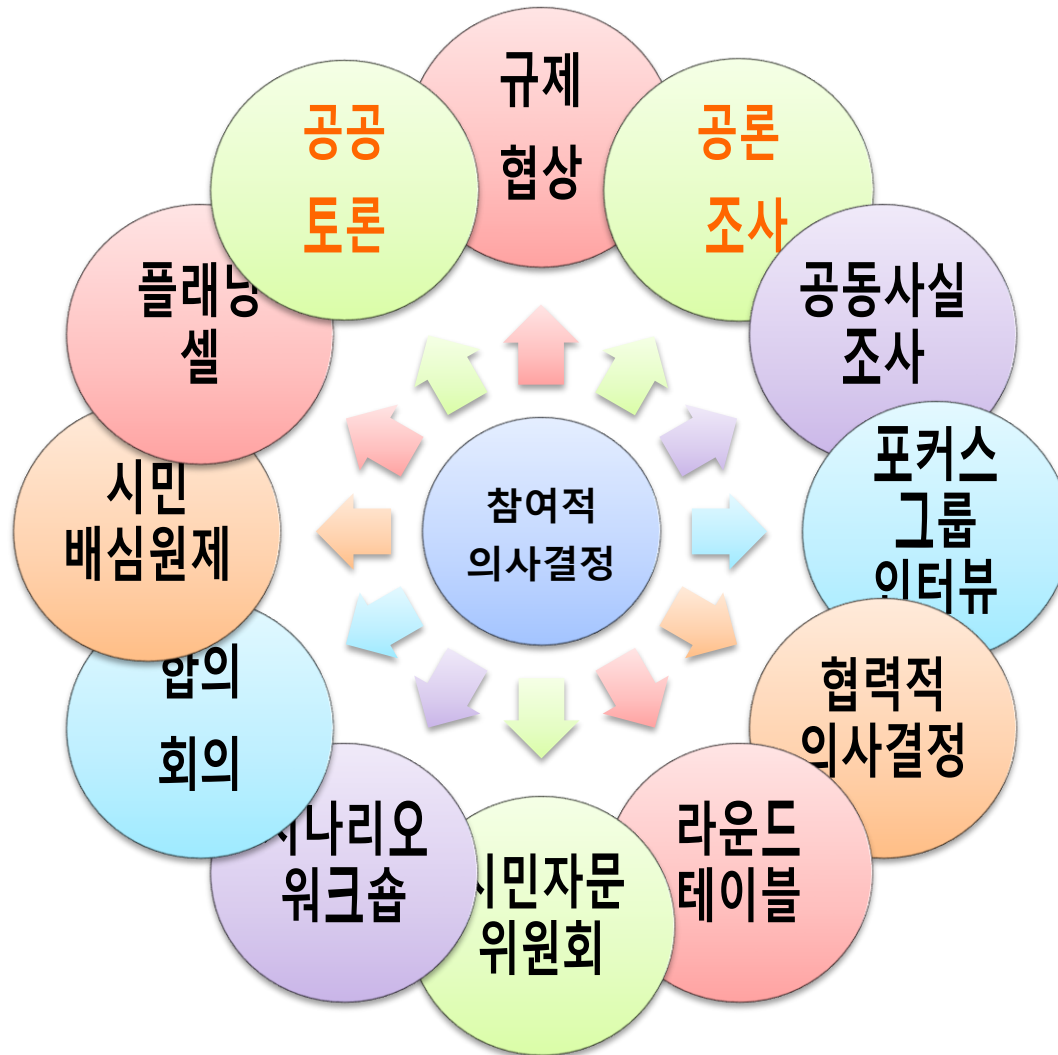 규제
협상
공론
조사
공동사실
조사
포커스
그룹
인터뷰
협력적
의사결정
라운드
테이블
시민자문
위원회
시나리오
워크숍
합의
회의
시민
배심원제
플래닝
셀
공공
토론
참여적
의사결정